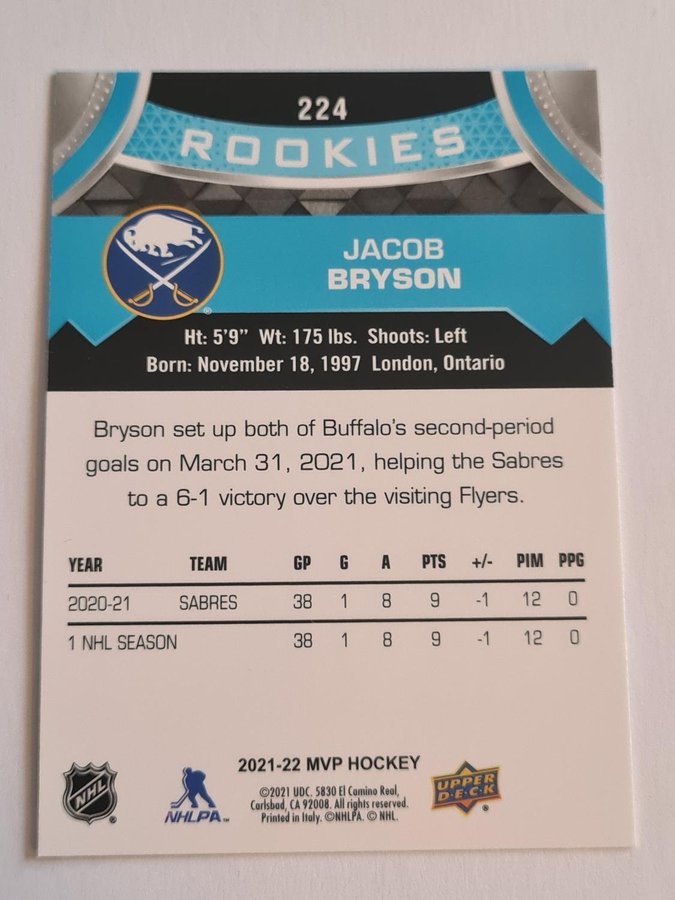 224
ROOKIES
JACOB
BRYSON
Ht: 5'9" Wt: 175 lbs. Shoots: Left
Born: November 18, 1997 London, Ontario
Bryson set up both of Buffalo's second-period
goals on March 31, 2021, helping the Sabres
to a 6-1 victory over the visiting Flyers.
YEAR TEAM GP G A PTS +/- PIM PPG
2020-21 SABRES 38 1 8 9 -1 12 0
1 NHL SEASON 38 1 8 9 -1 12 0
2021-22 MVP HOCKEY
©2021 UDC. 5830 El Camino Real,
Carlsbad, CA 92008. All rights reserved.
Printed in Italy. ©NHLPA. © NHL.
NHL
NHLPA™
UPPER
D·E·C·K
®